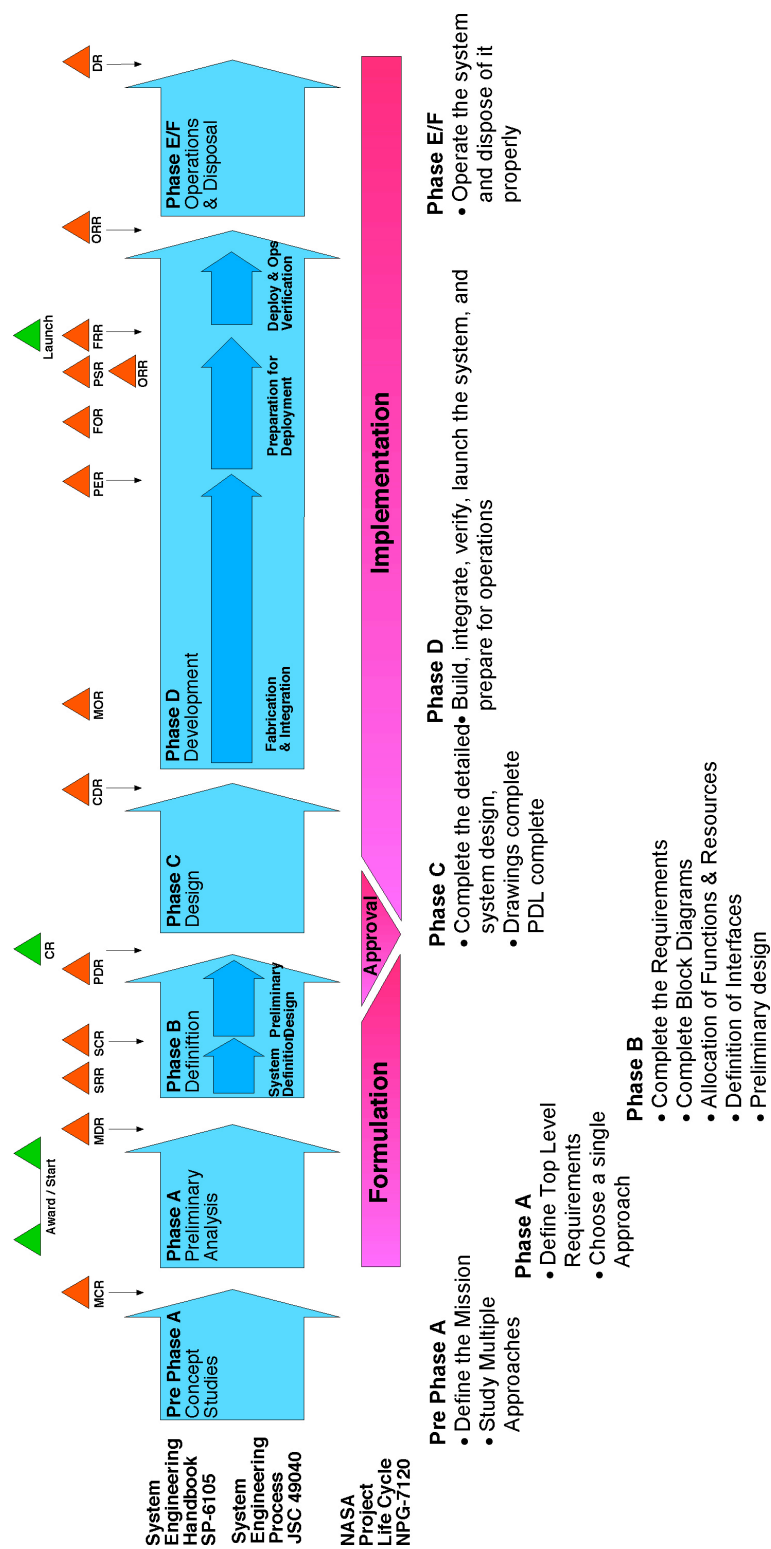 Award / Start
CR
Launch
MCR
MDR
SRR
SCR
PDR
CDR
MOR
PER
FOR
PSR
FRR
ORR
DR
ORR
System
Engineering
Handbook
SP-6105
System
Engineering
Process
JSC 49040
Pre Phase A
Concept
Studies
Phase A
Preliminary
Analysis
Phase B
Definiftion
System
Definition
Preliminary
Design
Phase C
Design
Phase D
Development
Fabrication
& Integration
Preparation for
Deployment
Deploy & Ops
Verification
Phase E/F
Operations
& Disposal
NASA
Project
Life Cycle
NPG-7120
Formulation
Approval
Implementation
Pre Phase A
• Define the Mission
• Study Multiple
Approaches
Phase A
• Define Top Level
Requirements
• Choose a single
Approach
Phase B
• Complete the Requirements
• Complete Block Diagrams
• Allocation of Functions & Resources
• Definition of Interfaces
• Preliminary design
Phase C
• Complete the detailed
system design,
• Drawings complete
PDL complete
Phase D
• Build, integrate, verify, launch the system, and
prepare for operations
Phase E/F
• Operate the system
and dispose of it
properly